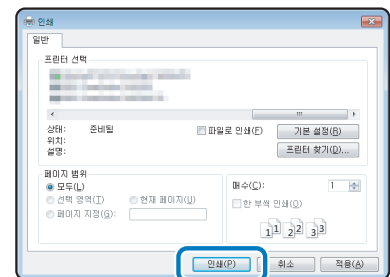 인쇄
일반
프린터 선택
상태: 준비됨
위치:
설명:
파일로 인쇄(F)
기본 설정(R)
프린터 찾기(D)...
페이지 범위
모두(L)
선택 영역(T) 현재 페이지(U)
페이지 지정(G):
매수(C): 1
한 부씩 인쇄(O)
1 1 2 2 3 3
인쇄(P) 취소 적용(A)